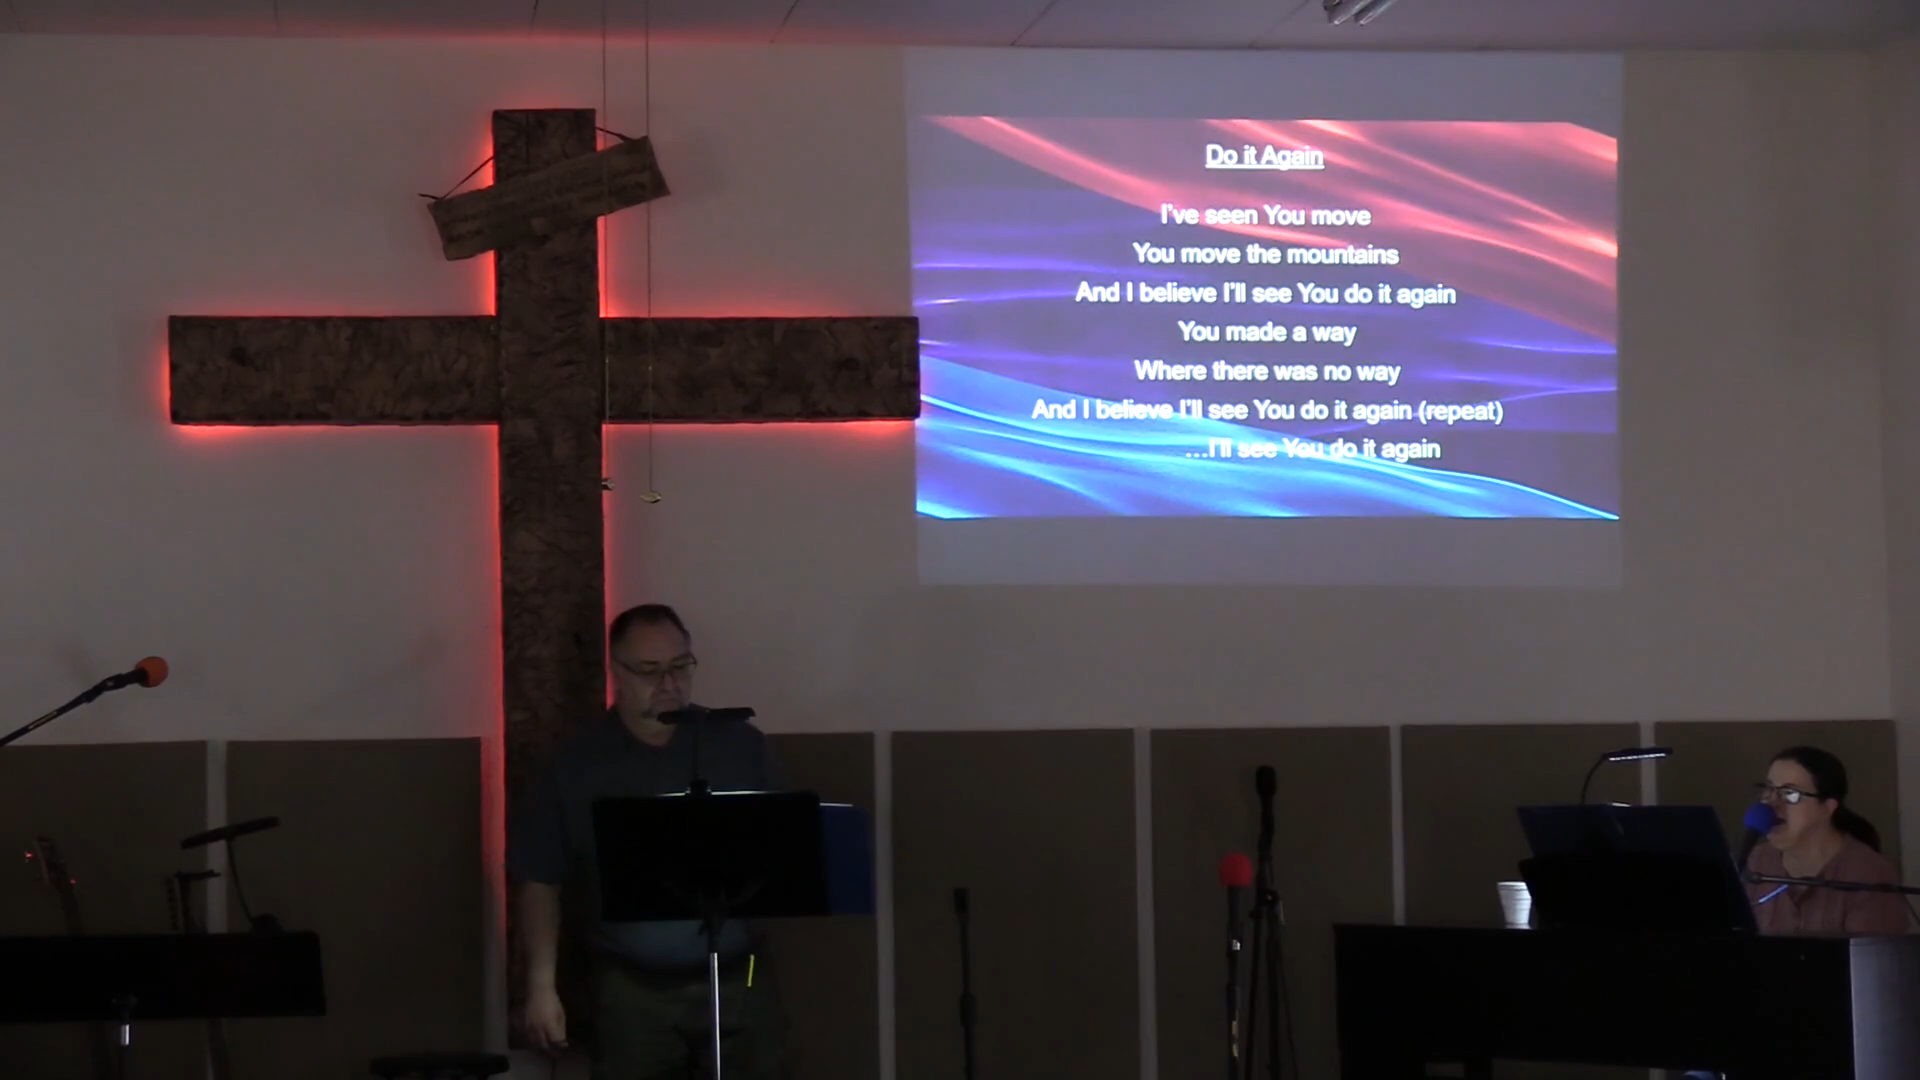 Do it Again
I've seen You move
You move the mountains
And I believe I'll see You do it again
You made a way
Where there was no way
And I believe I'll see You do it again (repeat)
...I'll see You do it again